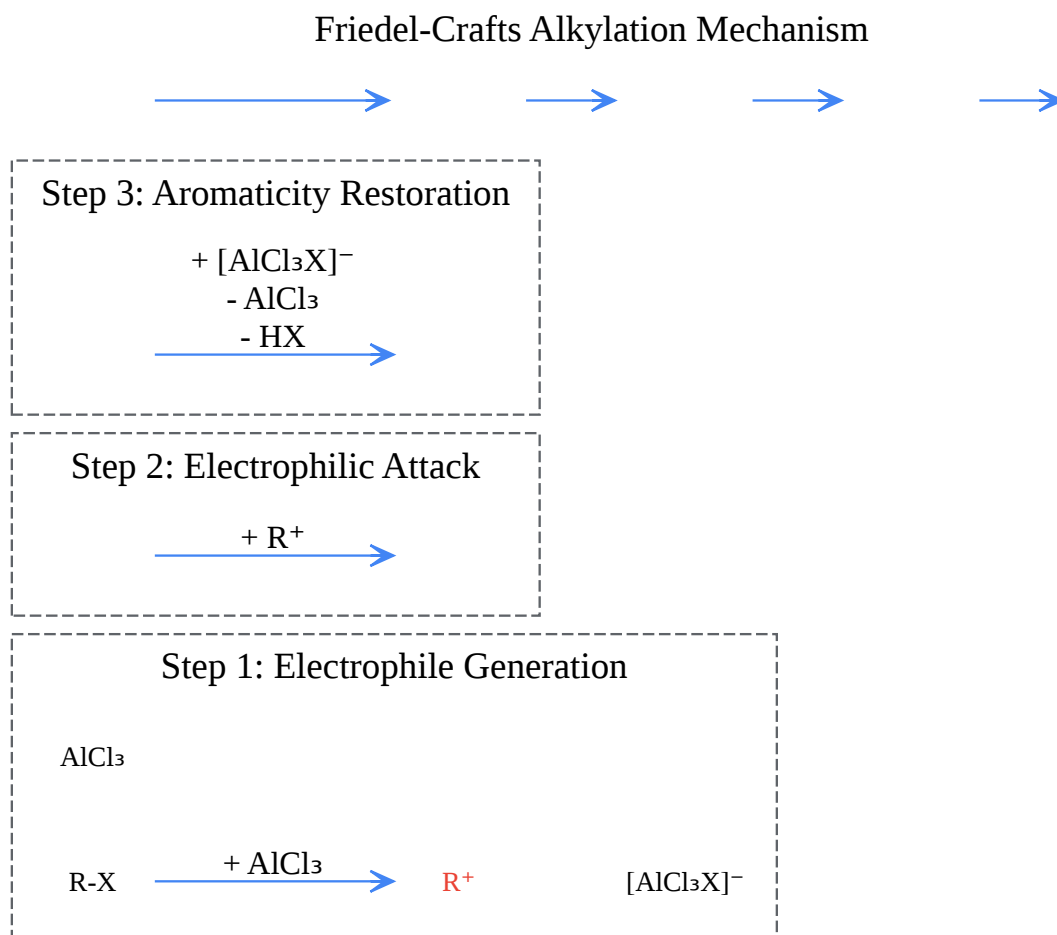 Friedel-Crafts Alkylation Mechanism
Step 3: Aromaticity Restoration
+ [AlCl₃X]⁻
- AlCl₃
- HX
Step 2: Electrophilic Attack
+ R⁺
Step 1: Electrophile Generation
AlCl₃
R-X
+ AlCl₃
R⁺
[AlCl₃X]⁻